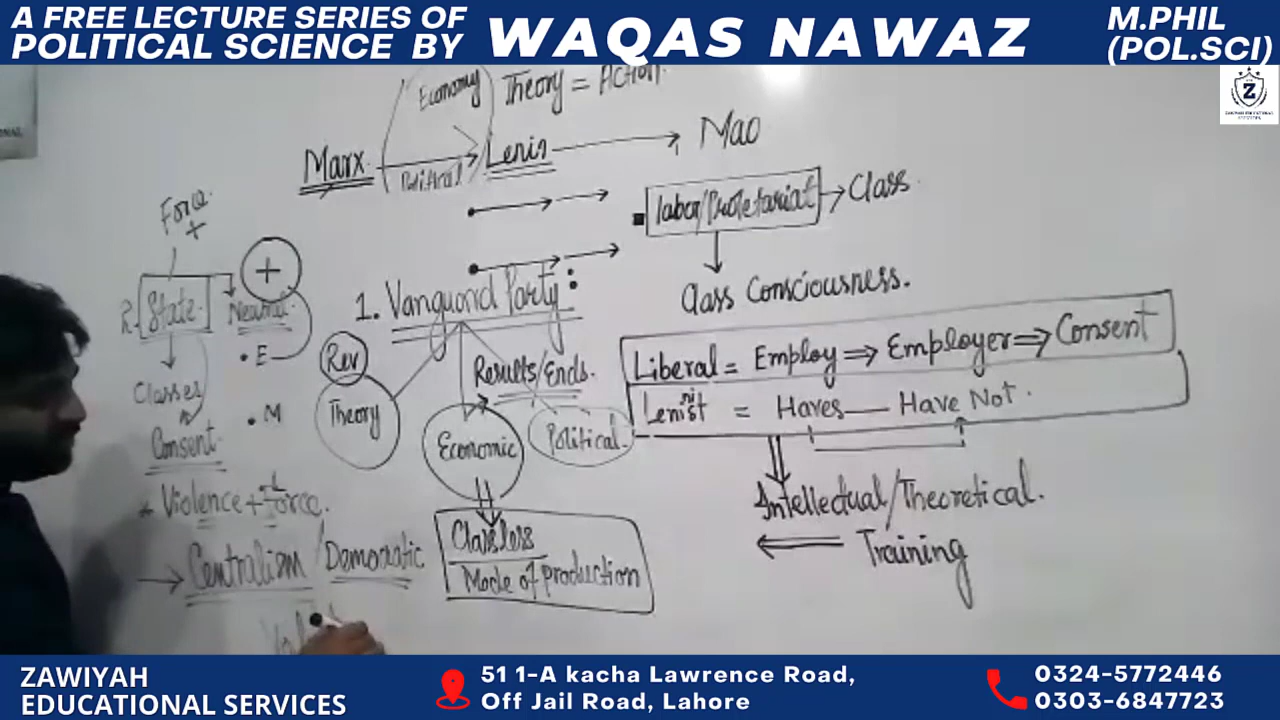 A FREE LECTURE SERIES OF
POLITICAL SCIENCE BY
WAQAS NAWAZ
M.PHIL
(POL.SCI)
Z
Economy Theory = Action.
Marx Lenin Mao
Political
Force
+
labor/Proletariat → Class
Class Consciousness.
+
2. State. Neutral.
• E
1. Vanguard Party:
Rev
Theory
Results/Ends.
Economic
Political.
Classes
• M
Consent
* Violence + Force.
→ Centralism / Democratic
Classless
Mode of production
Liberal = Employ ⇒ Employer ⇒ Consent
Leninist = Haves — Have Not.
Intellectual/Theoretical.
Training
ZAWIYAH
EDUCATIONAL SERVICES
51 1-A kacha Lawrence Road,
Off Jail Road, Lahore
0324-5772446
0303-6847723